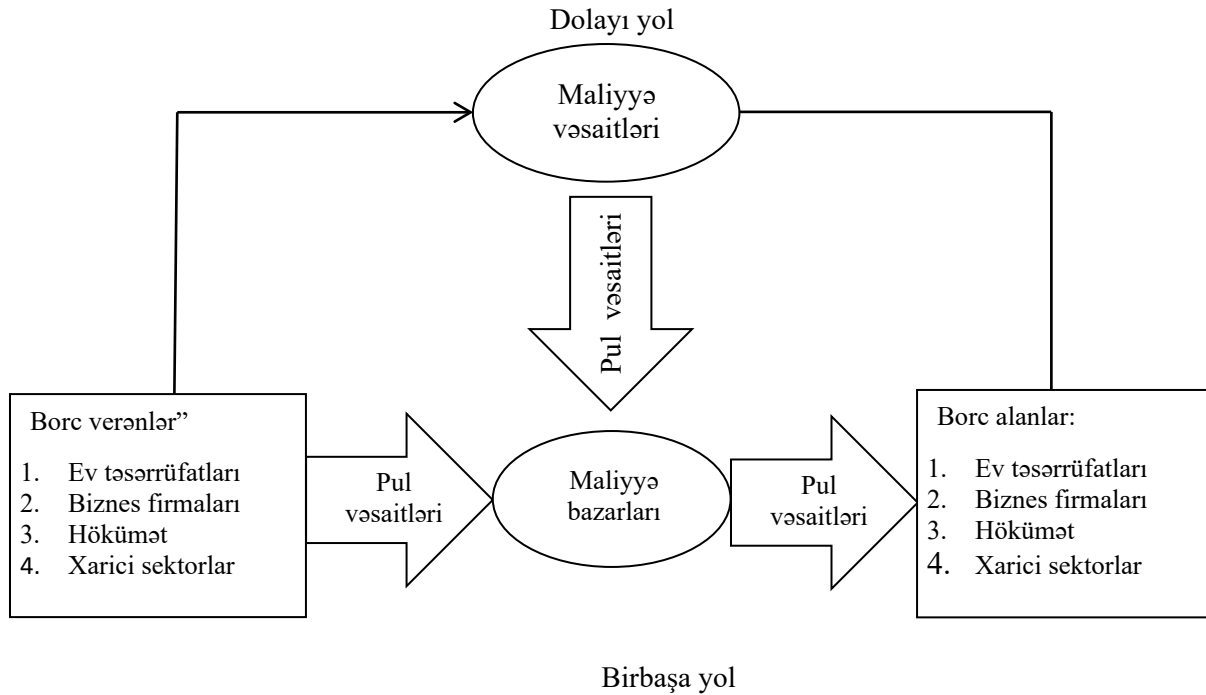 Dolayı yol
Maliyyə
vəsaitləri
Pul vəsaitləri
Borc verənlər”
1. Ev təsərrüfatları
2. Biznes firmaları
3. Hökümət
4. Xarici sektorlar
Pul
vəsaitləri
Maliyyə
bazarları
Pul
vəsaitləri
Borc alanlar:
1. Ev təsərrüfatları
2. Biznes firmaları
3. Hökümət
4. Xarici sektorlar
Birbaşa yol